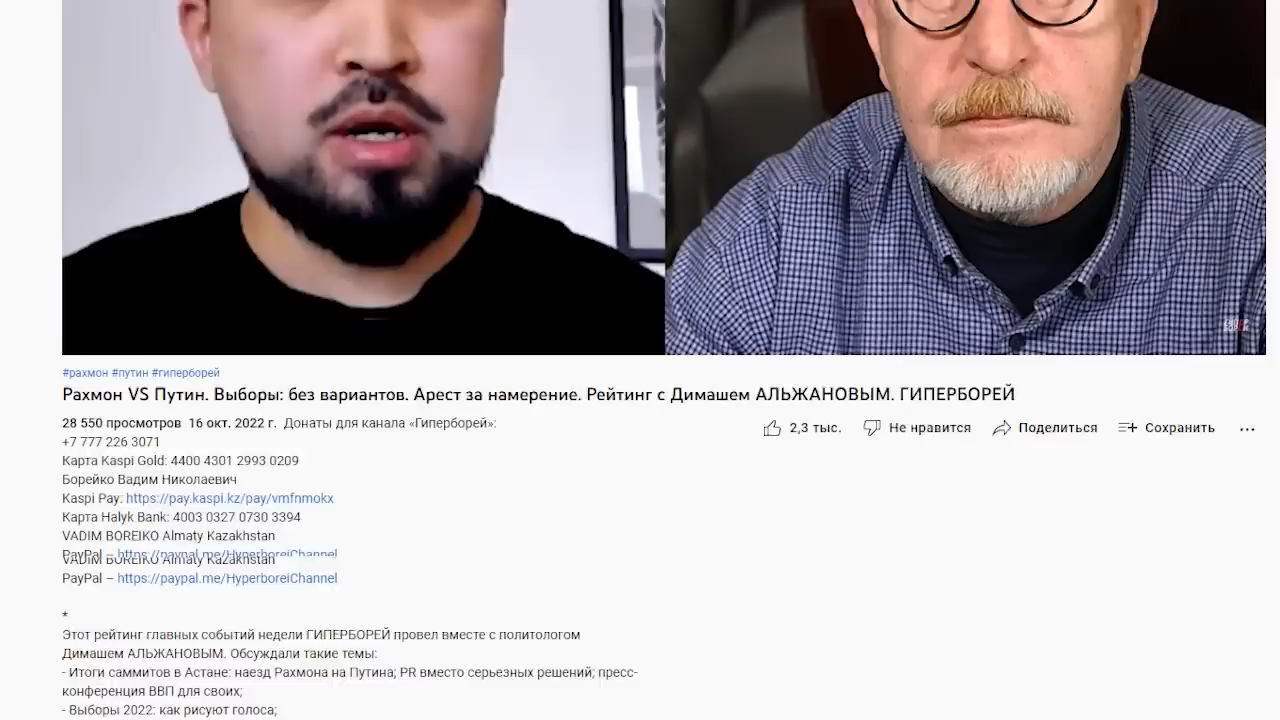 #рахмон #путин #гиперборей
Рахмон VS Путин. Выборы: без вариантов. Арест за намерение. Рейтинг с Димашем АЛЬЖАНОВЫМ. ГИПЕРБОРЕЙ
28 550 просмотров 16 окт. 2022 г. Донаты для канала «Гиперборей»:
2,3 тыс. Не нравится Поделиться Сохранить ...
+7 777 226 3071
Карта Kaspi Gold: 4400 4301 2993 0209
Борейко Вадим Николаевич
Kaspi Pay: https://pay.kaspi.kz/pay/vmfnmokx
Карта Halyk Bank: 4003 0327 0730 3394
VADIM BOREIKO Almaty Kazakhstan
PayPal – https://paypal.me/HyperboreiChannel
VADIM BOREIKO Almaty Kazakhstan
PayPal – https://paypal.me/HyperboreiChannel
*
Этот рейтинг главных событий недели ГИПЕРБОРЕЙ провел вместе с политологом
Димашем АЛЬЖАНОВЫМ. Обсуждали такие темы:
- Итоги саммитов в Астане: наезд Рахмона на Путина; PR вместо серьезных решений; пресс-
конференция ВВП для своих;
- Выборы 2022: как рисуют голоса;